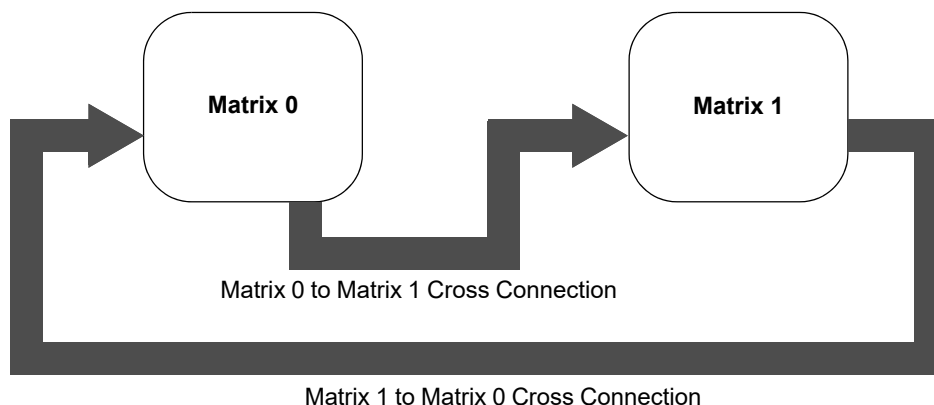 Matrix 0
Matrix 1
Matrix 0 to Matrix 1 Cross Connection
Matrix 1 to Matrix 0 Cross Connection